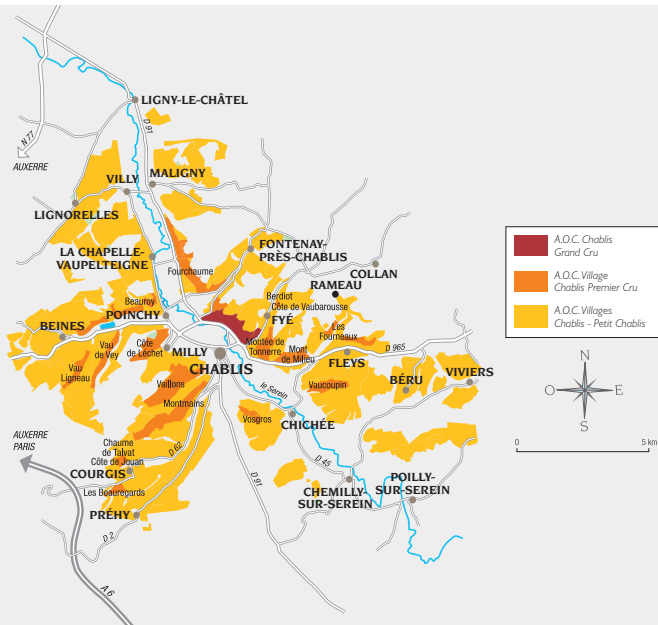 LIGNY-LE-CHÂTEL
N 77
D 91
AUXERRE
MALIGNY
VILLY
LIGNORELLES
FONTENAY-
PRÈS-CHABLIS
LA CHAPELLE-
VAUPELTEIGNE
Fourchaume
COLLAN
RAMEAU
Berdiot
Côte de Vaubarousse
Beauroy
POINCHY
FYÉ
BEINES
Les
Fourneaux
Vau
de Vey
Côte
de Léchet
MILLY
Montée de
Tonnerre
Mont
de Milieu
D 965
FLEYS
CHABLIS
Vau
Ligneau
Vaillons
le Serein
Vaucoupin
BÉRU
VIVIERS
Montmains
Vosgros
CHICHÉE
AUXERRE
PARIS
Chaume
de Talvat
Côte de Jouan
D 62
COURGIS
D 45
D 91
Les Beauregards
CHEMILLY-
SUR-SEREIN
POILLY-
SUR-SEREIN
PRÉHY
D 2
A 6
A.O.C. Chablis
Grand Cru
A.O.C. Village
Chablis Premier Cru
A.O.C. Villages
Chablis - Petit Chablis
N
O
E
S
0
5 km